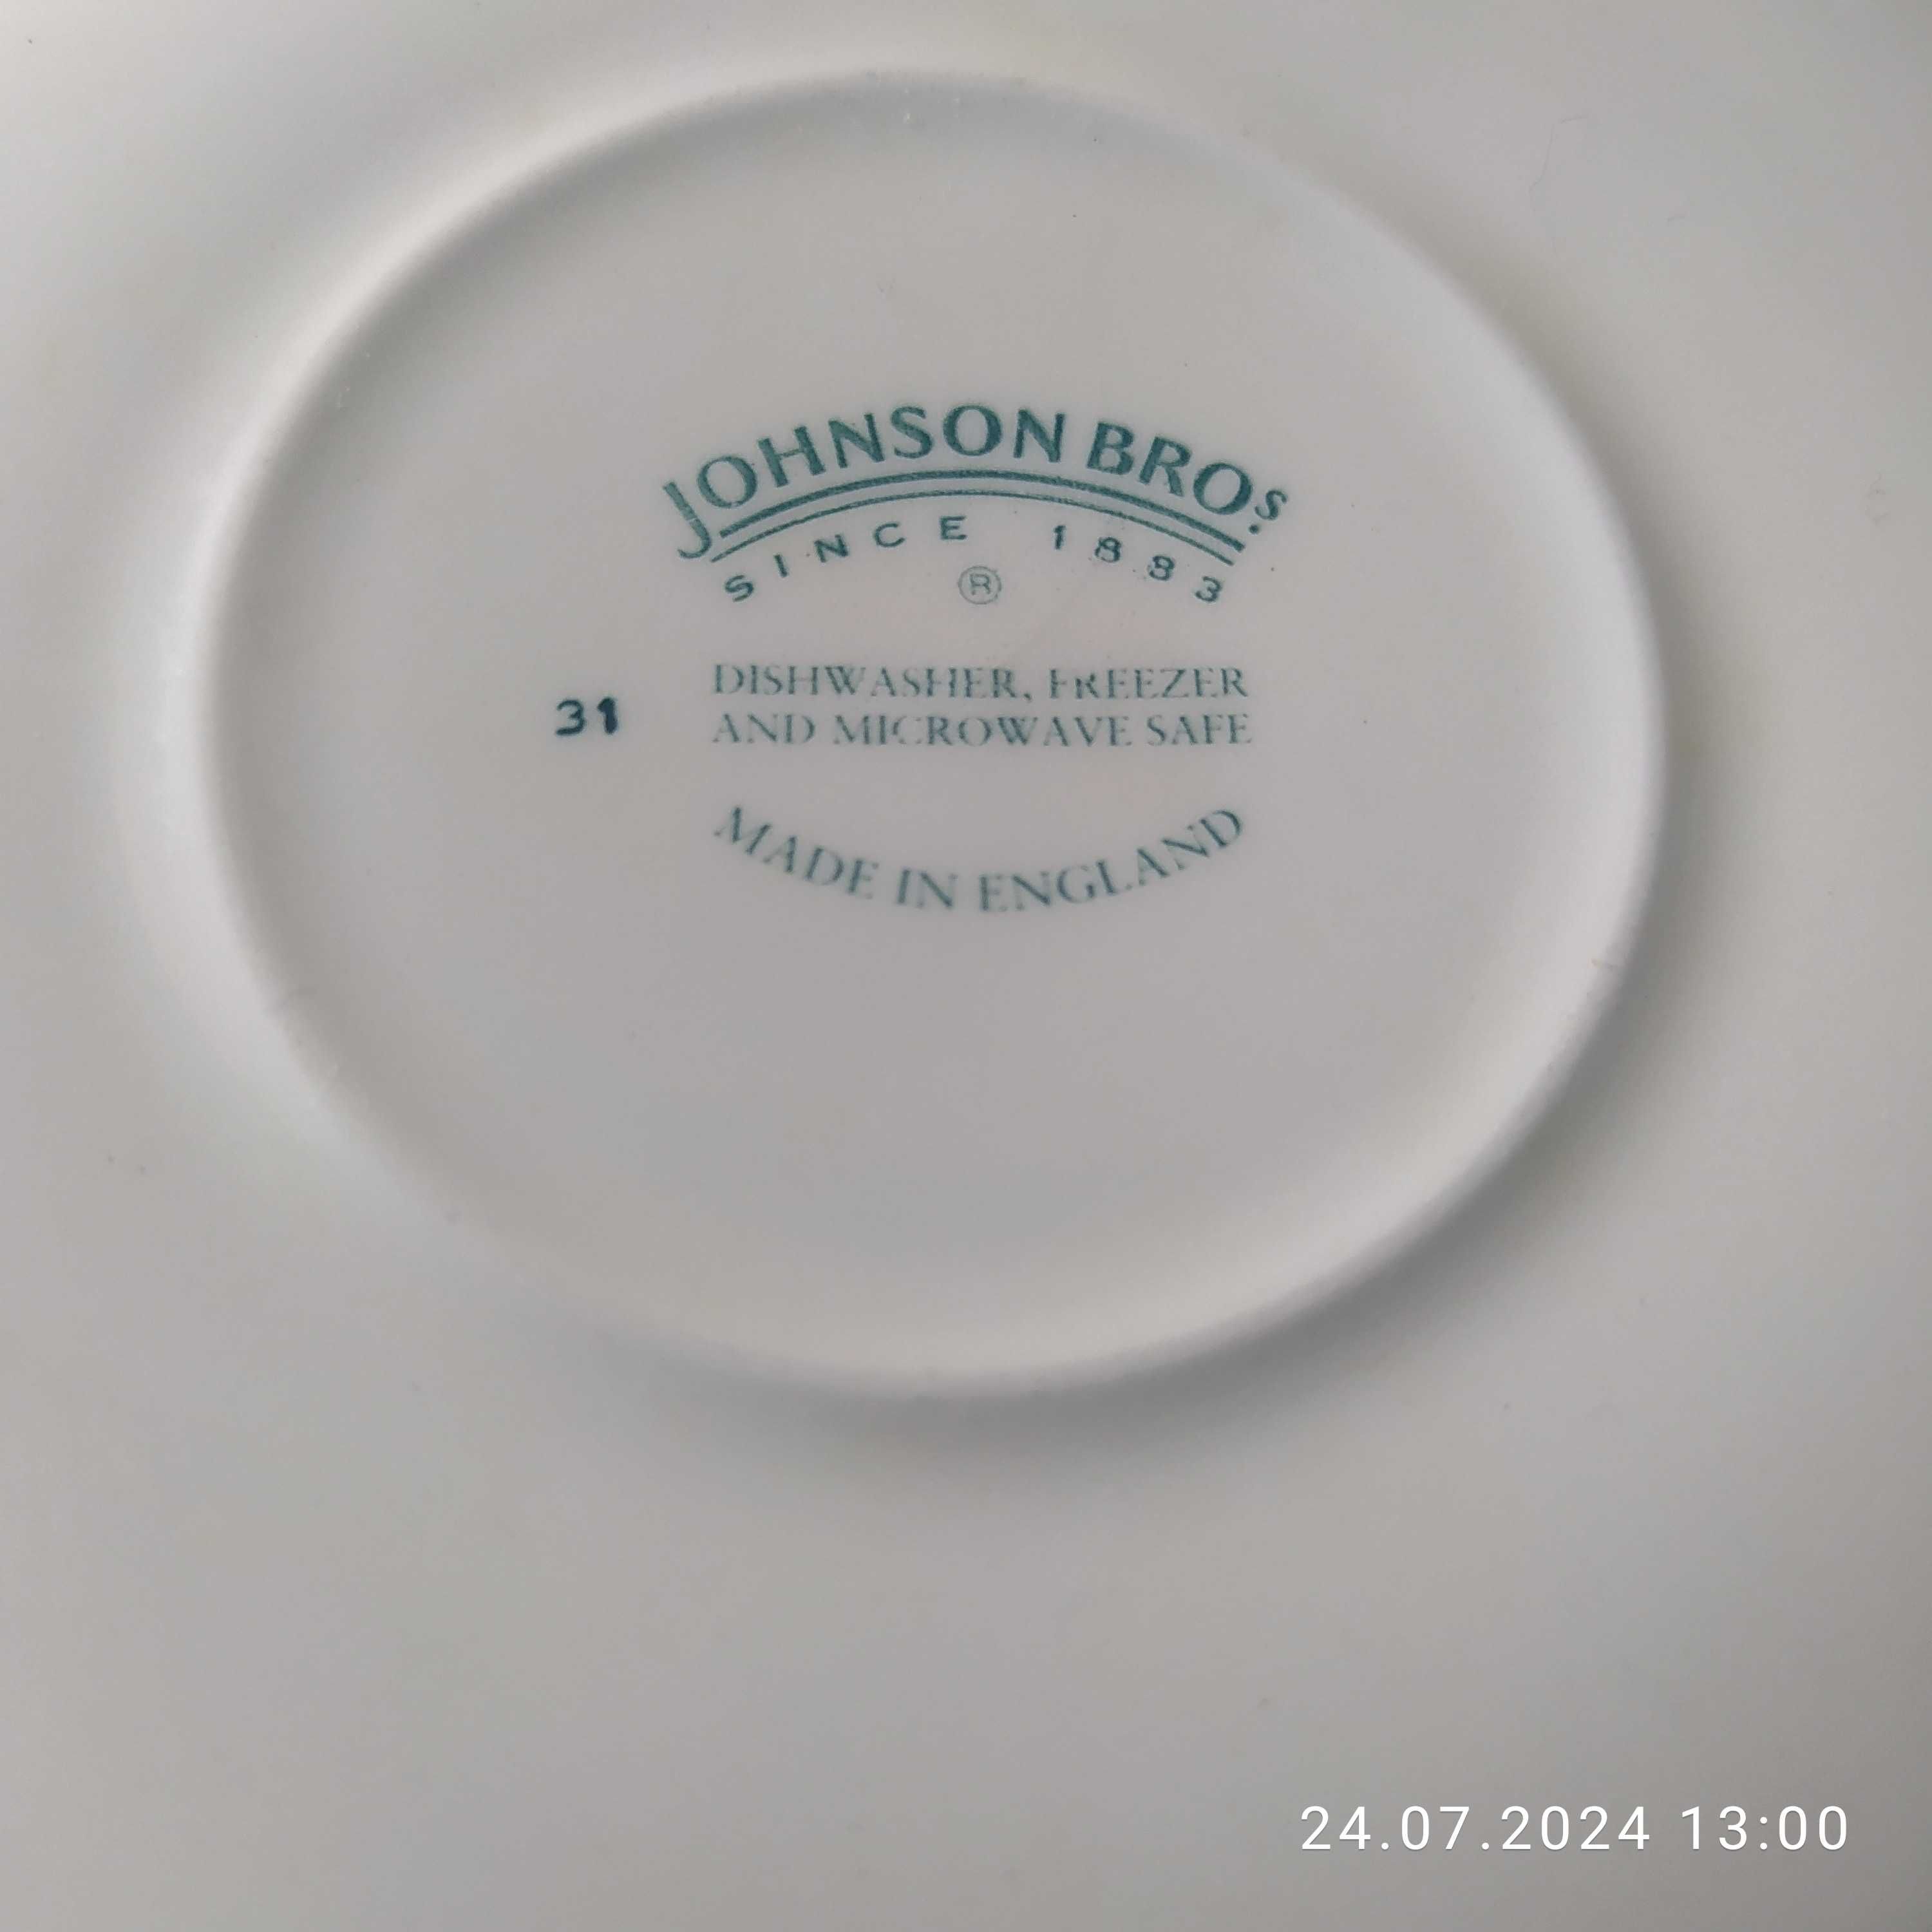 JOHNSON BROS.
SINCE 1883
®
31
DISHWASHER, FREEZER
AND MICROWAVE SAFE
MADE IN ENGLAND
24.07.2024 13:00